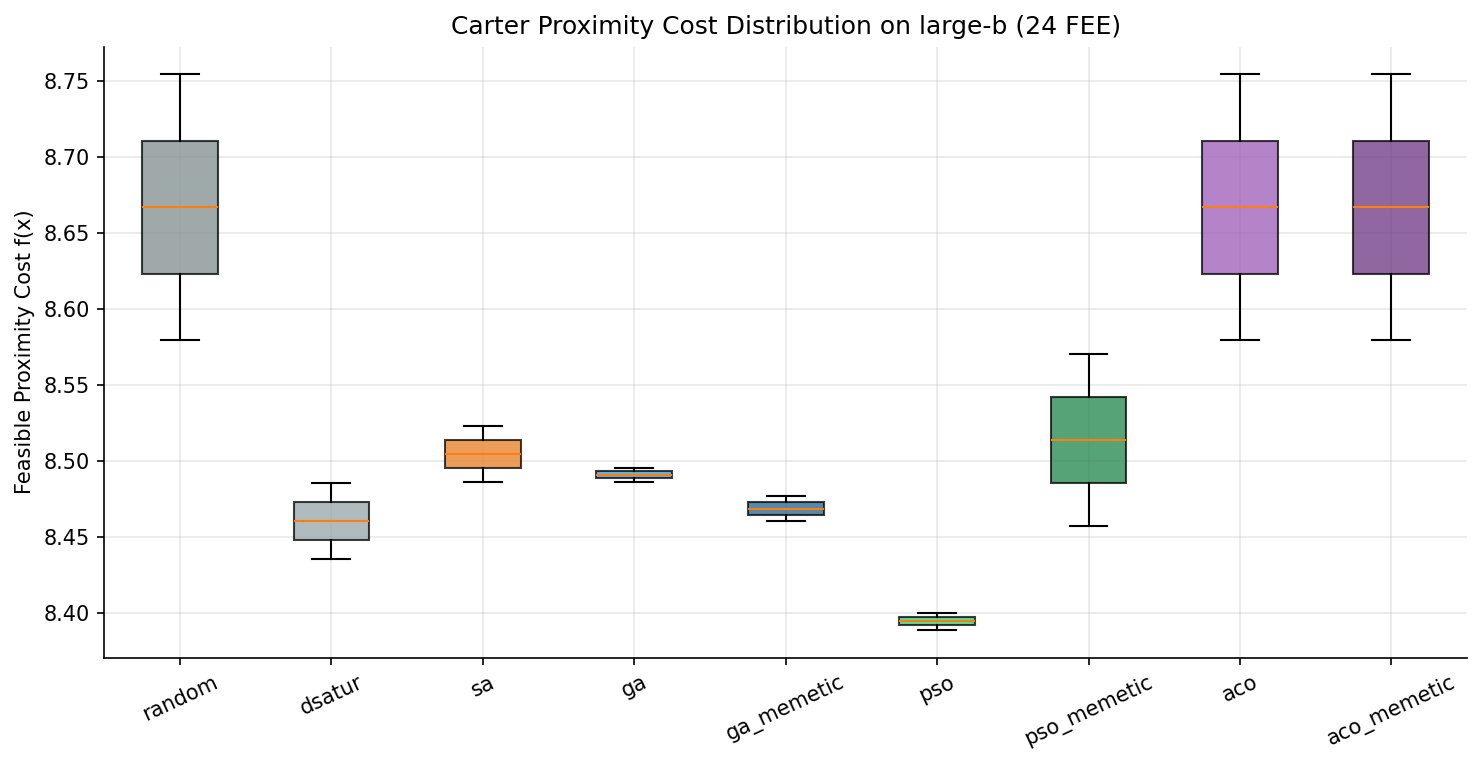 Carter Proximity Cost Distribution on large-b (24 FEE)
Feasible Proximity Cost f(x)
8.75
8.70
8.65
8.60
8.55
8.50
8.45
8.40
random
dsatur
sa
ga
ga_memetic
pso
pso_memetic
aco
aco_memetic